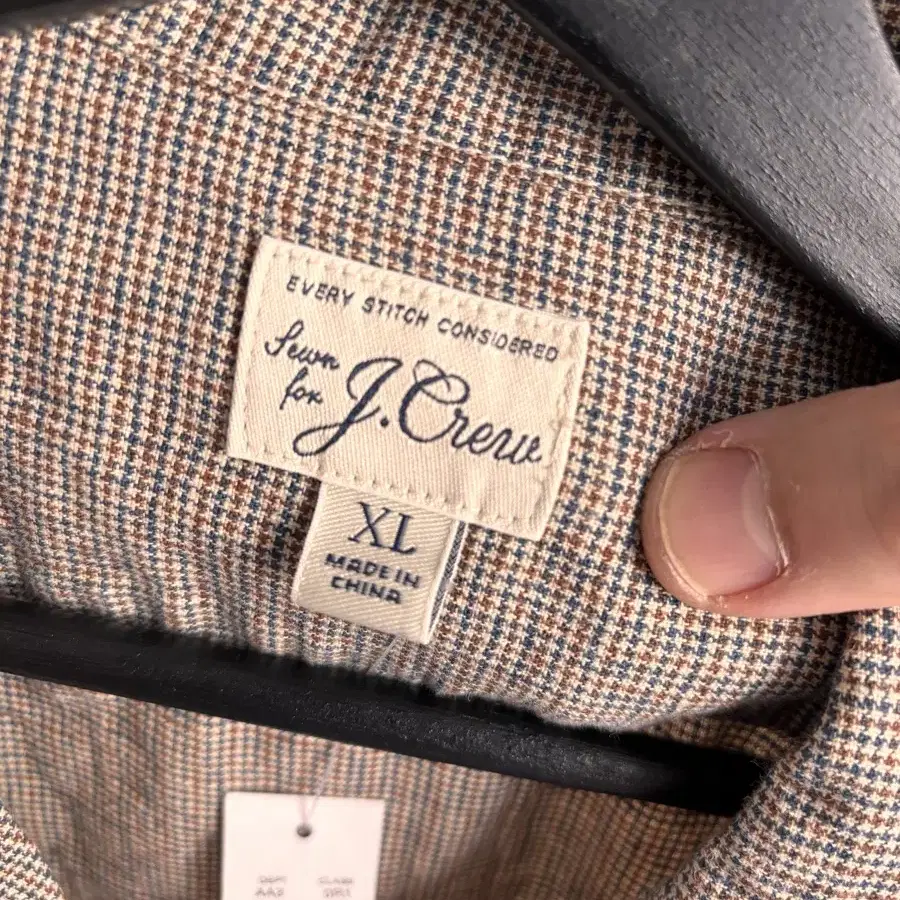 EVERY STITCH CONSIDERED
Sewn
for J.Crew
XL
MADE IN
CHINA